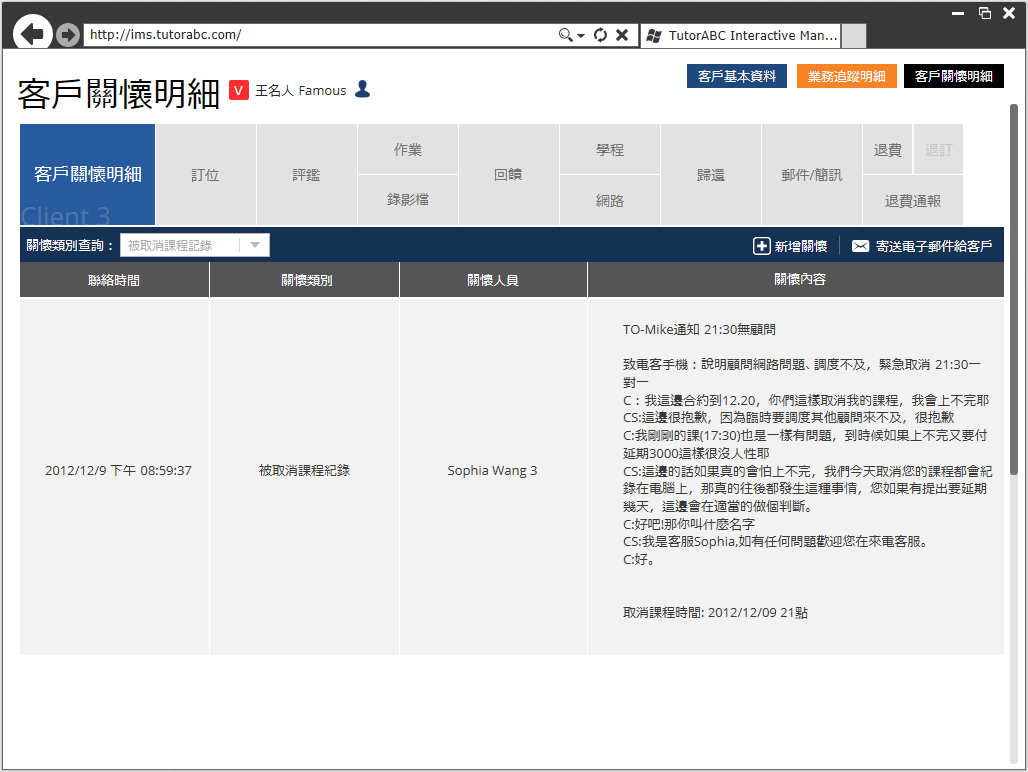 http://ims.tutorabc.com/
TutorABC Interactive Man...
客戶關懷明細
V 王名人 Famous
客戶基本資料
業務追蹤明細
客戶關懷明細
客戶關懷明細
Client 3
訂位
評鑑
作業
錄影檔
回饋
學程
網路
歸還
郵件/簡訊
退費
退訂
退費通報
關懷類別查詢：
被取消課程記錄
新增關懷
寄送電子郵件給客戶
聯絡時間
關懷類別
關懷人員
關懷內容
2012/12/9 下午 08:59:37
被取消課程紀錄
Sophia Wang 3
TO-Mike通知 21:30無顧問
致電客手機：說明顧問網路問題、調度不及，緊急取消 21:30一
對一
C：我這邊合約到12.20，你們這樣取消我的課程，我會上不完耶
CS:這邊很抱歉，因為臨時要調度其他顧問來不及，很抱歉
C:我剛剛的課(17:30)也是一樣有問題，到時候如果上不完又要付
延期3000這樣很沒人性耶
CS:這邊的話如果真的會怕上不完，我們今天取消您的課程都會紀
錄在電腦上，那真的往後都發生這種事情，您如果有提出要延期
幾天，這邊會在適當的做個判斷。
C:好吧!那你叫什麼名字
CS:我是客服Sophia,如有任何問題歡迎您在來電客服。
C:好。
取消課程時間: 2012/12/09 21點